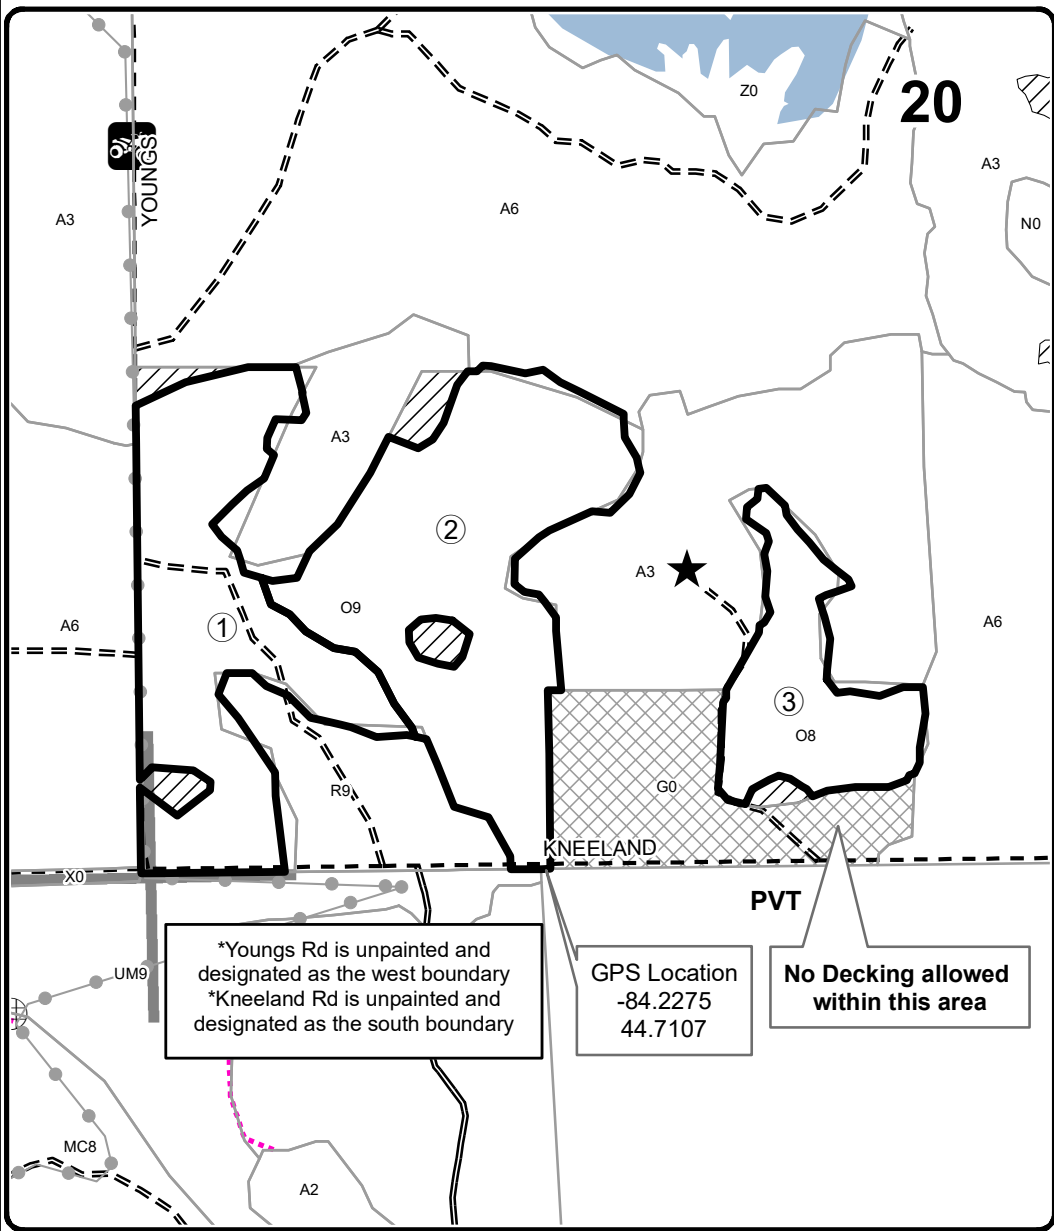 Z0
20
YOUNGS
A3
A3
A6
N0
A3
2
A3
O9
1
A6
A6
3
O8
G0
R9
KNEELAND
X0
PVT
*Youngs Rd is unpainted and
designated as the west boundary
*Kneeland Rd is unpainted and
designated as the south boundary
GPS Location
-84.2275
44.7107
No Decking allowed
within this area
UM9
MC8
A2